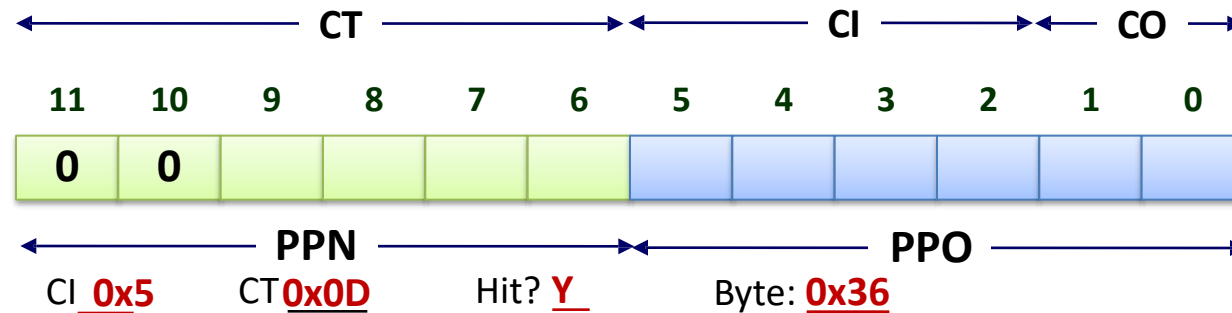 CT CI CO
11 10 9 8 7 6 5 4 3 2 1 0
0 0
PPN PPO
CI 0x5 CT 0x0D Hit? Y Byte: 0x36